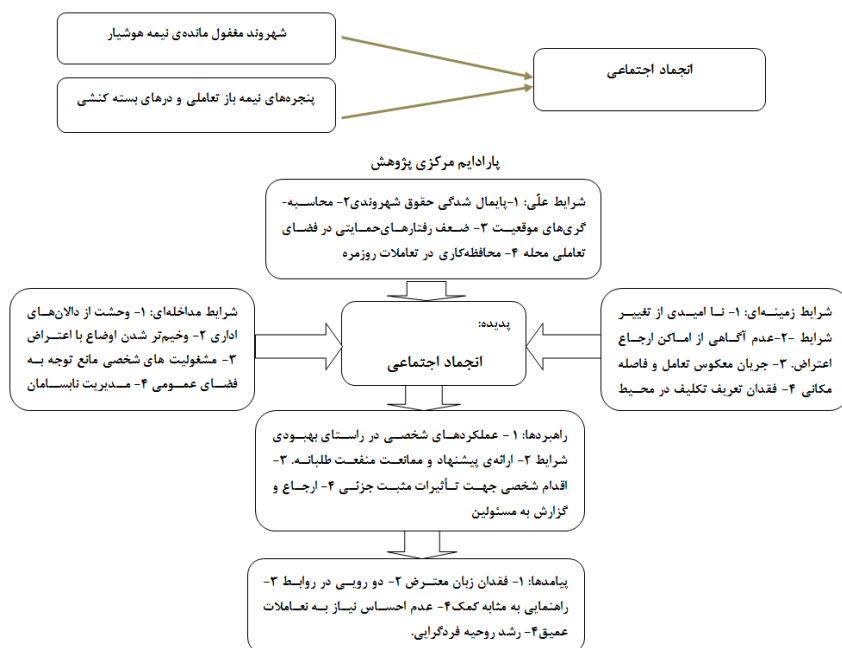 شهروند مغفول مانده‌ی نیمه هوشیار
انجماد اجتماعی
پنجره‌های نیمه باز تعاملی و درهای بسته کنشی
پارادایم مرکزی پژوهش
شرایط علّی: ۱-پایمال شدگی حقوق شهروندی۲- محاسبه-
گری‌های موقعیت ۳- ضعف رفتارهای‌حمایتی در فضای
تعاملی محله ۴- محافظه‌کاری در تعاملات روزمره
شرایط زمینه‌ای: ۱- نا امیدی از تغییر
شرایط -۲-عدم آگاهی از اماکن ارجاع
اعتراض. ۳- جریان معکوس تعامل و فاصله
مکانی ۴- فقدان تعریف تکلیف در محیط
پدیده:
انجماد اجتماعی
شرایط مداخله‌ای: ۱- وحشت از دالان‌های
اداری ۲- وخیم‌تر شدن اوضاع با اعتراض
۳- مشغولیت های شخصی مانع توجه به
فضای عمومی ۴- مدیریت نابسامان
راهبردها: ۱- عملکردهای شخصی در راستای بهبودی
شرایط ۲- ارائه‌ی پیشنهاد و ممانعت منفعت طلبانه. ۳-
اقدام شخصی جهت تأثیرات مثبت جزئی ۴- ارجاع و
گزارش به مسئولین
پیامدها: ۱- فقدان زبان معترض ۲- دو رویی در روابط ۳-
راهنمایی به مثابه کمک۴- عدم احساس نیاز به تعاملات
عمیق۴- رشد روحیه فردگرایی.